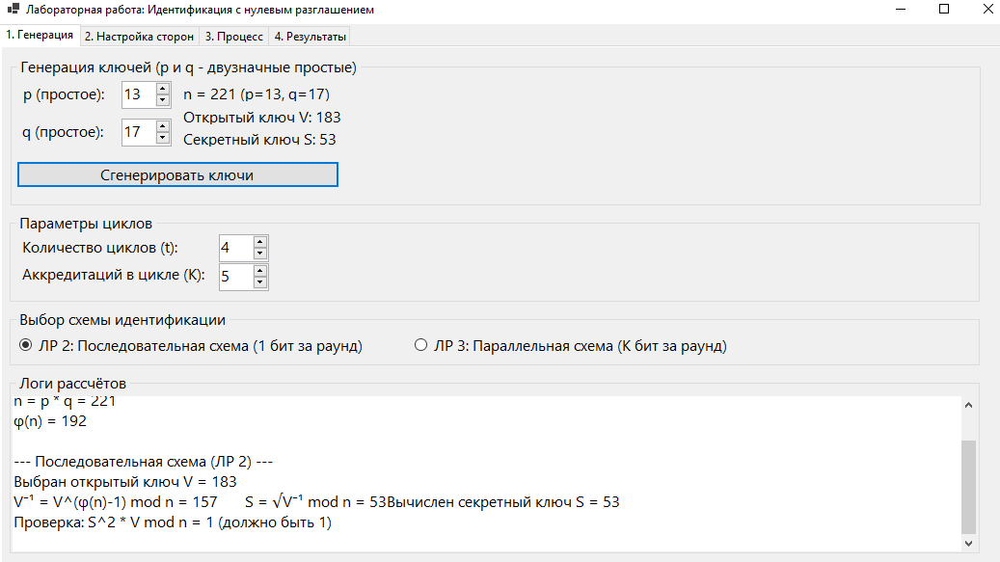 Лабораторная работа: Идентификация с нулевым разглашением
1. Генерация 2. Настройка сторон 3. Процесс 4. Результаты
Генерация ключей (p и q - двузначные простые)
p (простое): 13 n = 221 (p=13, q=17)
Открытый ключ V: 183
q (простое): 17
Секретный ключ S: 53
Сгенерировать ключи
Параметры циклов
Количество циклов (t): 4
Аккредитаций в цикле (K): 5
Выбор схемы идентификации
ЛР 2: Последовательная схема (1 бит за раунд) ЛР 3: Параллельная схема (K бит за раунд)
Логи рассчётов
n = p * q = 221
φ(n) = 192
--- Последовательная схема (ЛР 2) ---
Выбран открытый ключ V = 183
V⁻¹ = V^(φ(n)-1) mod n = 157 S = √V⁻¹ mod n = 53Вычислен секретный ключ S = 53
Проверка: S^2 * V mod n = 1 (должно быть 1)